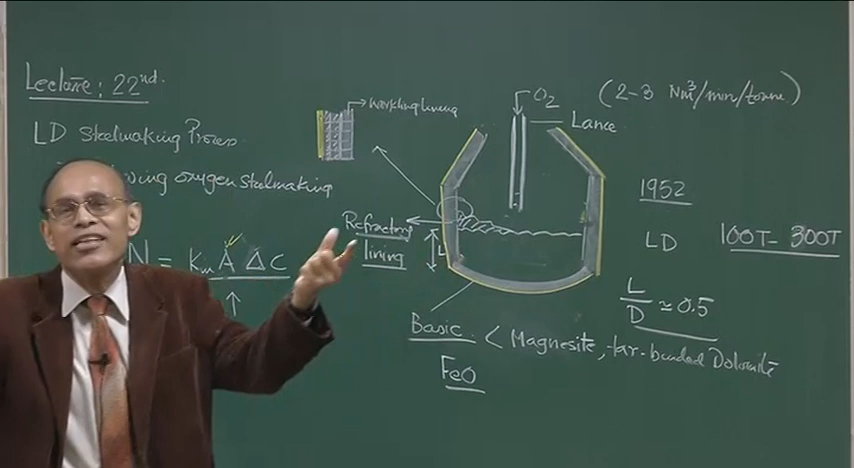 Lecture: 22nd.
LD Steelmaking Process
oxygen steelmaking
N = Km A Δ C
working lining
Refractory
lining
L
O2
Lance
(2-3 Nm3/min/tonne)
1952
LD
100T - 300T
L/D ≃ 0.5
Basic < Magnesite, tar-bonded Dolomite
FeO